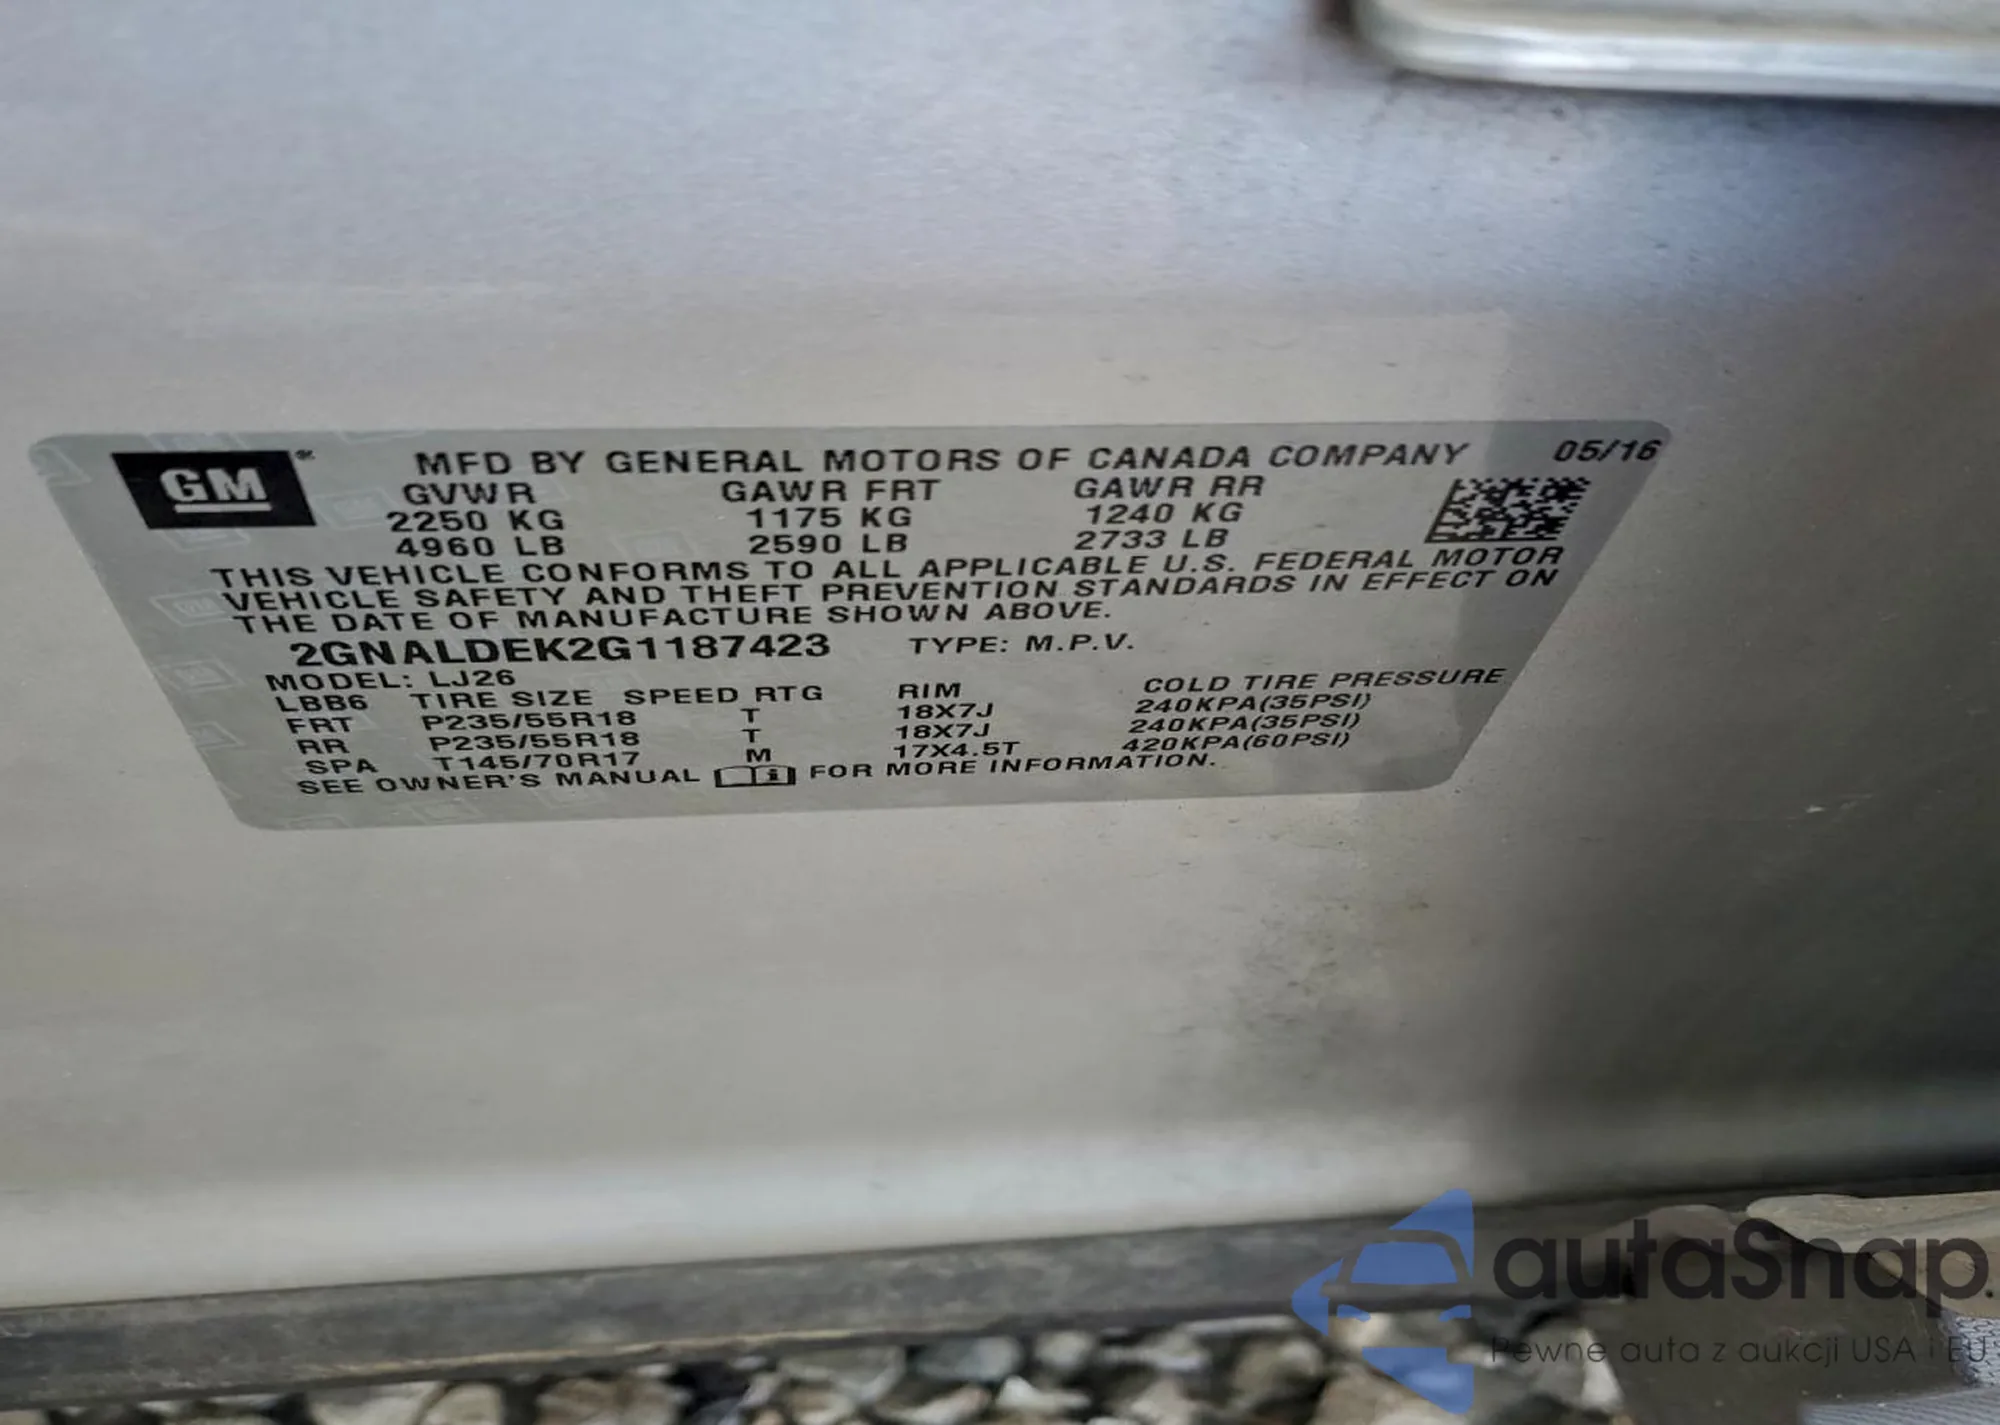 GM ® MFD BY GENERAL MOTORS OF CANADA COMPANY 05/16
GVWR GAWR FRT GAWR RR
2250 KG 1175 KG 1240 KG
4960 LB 2590 LB 2733 LB
THIS VEHICLE CONFORMS TO ALL APPLICABLE U.S. FEDERAL MOTOR
VEHICLE SAFETY AND THEFT PREVENTION STANDARDS IN EFFECT ON
THE DATE OF MANUFACTURE SHOWN ABOVE.
2GNALDEK2G1187423 TYPE: M.P.V.
MODEL: LJ26
LBB6 TIRE SIZE SPEED RTG RIM COLD TIRE PRESSURE
FRT P235/55R18 T 18X7J 240KPA(35PSI)
RR P235/55R18 T 18X7J 240KPA(35PSI)
SPA T145/70R17 M 17X4.5T 420KPA(60PSI)
SEE OWNER'S MANUAL FOR MORE INFORMATION.
autaSnap.
Pewne auta z aukcji USA i EU